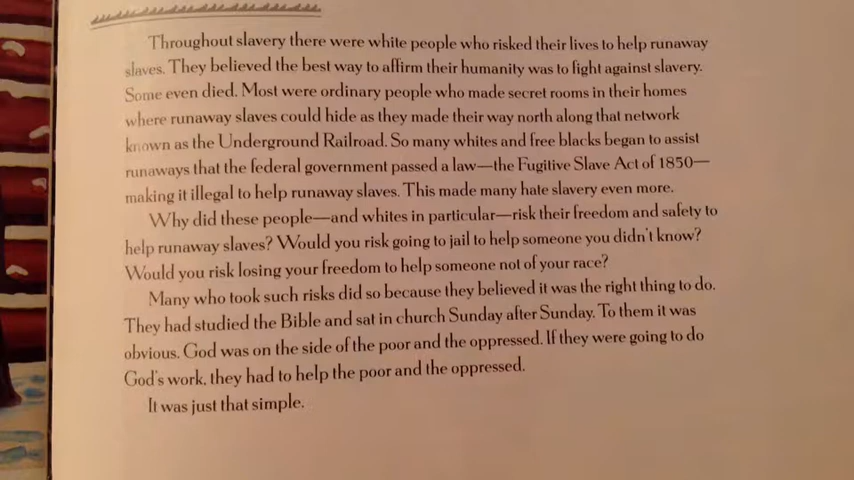 Throughout slavery there were white people who risked their lives to help runaway
slaves. They believed the best way to affirm their humanity was to fight against slavery.
Some even died. Most were ordinary people who made secret rooms in their homes
where runaway slaves could hide as they made their way north along that network
known as the Underground Railroad. So many whites and free blacks began to assist
runaways that the federal government passed a law—the Fugitive Slave Act of 1850—
making it illegal to help runaway slaves. This made many hate slavery even more.
Why did these people—and whites in particular—risk their freedom and safety to
help runaway slaves? Would you risk going to jail to help someone you didn't know?
Would you risk losing your freedom to help someone not of your race?
Many who took such risks did so because they believed it was the right thing to do.
They had studied the Bible and sat in church Sunday after Sunday. To them it was
obvious. God was on the side of the poor and the oppressed. If they were going to do
God's work, they had to help the poor and the oppressed.
It was just that simple.